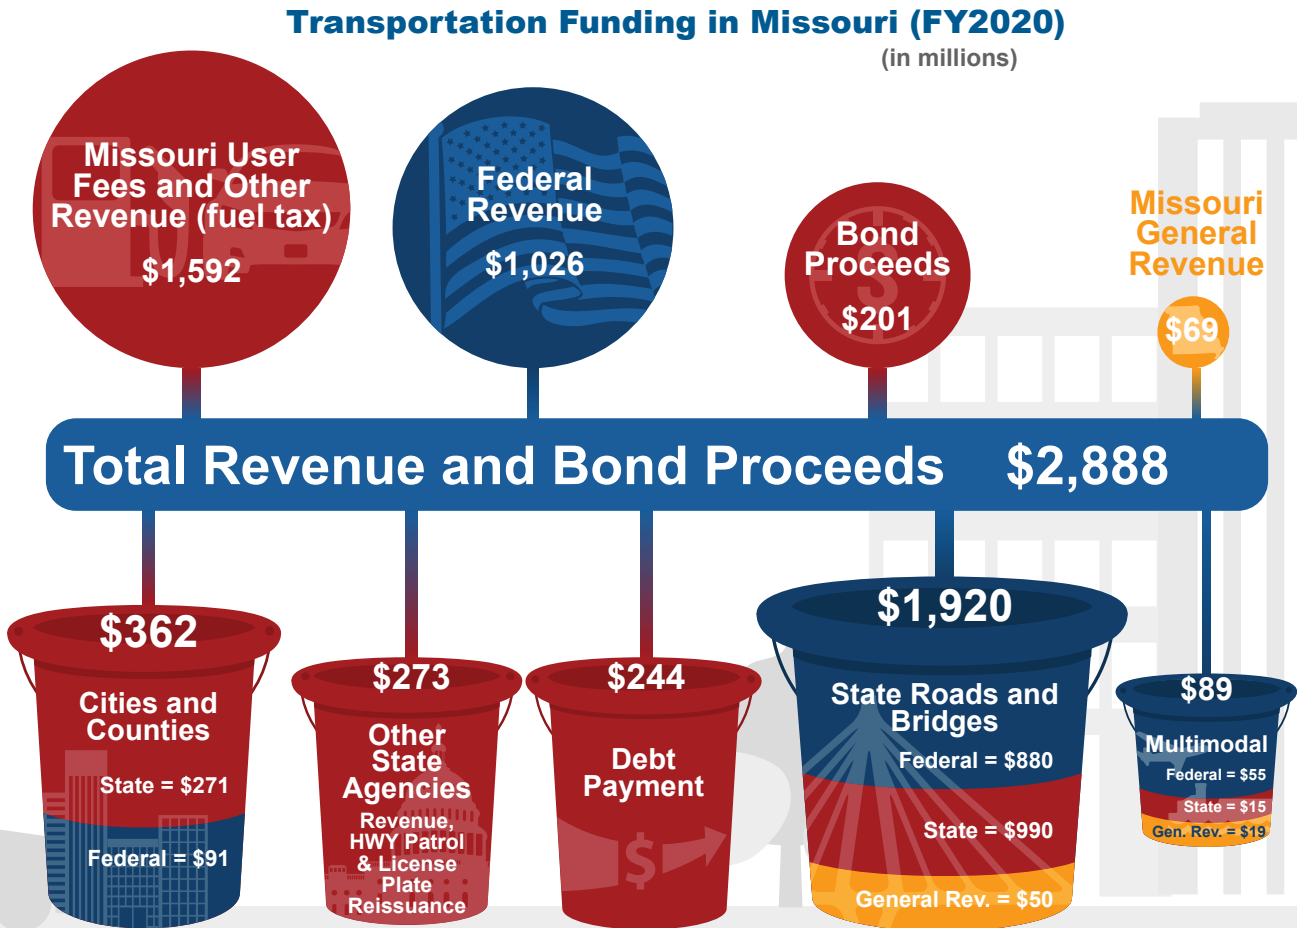 Transportation Funding in Missouri (FY2020)
(in millions)
Missouri User
Fees and Other
Revenue (fuel tax)
$1,592
Federal
Revenue
$1,026
Bond
Proceeds
$
$201
Missouri
General
Revenue
$69
Total Revenue and Bond Proceeds $2,888
$362
Cities and
Counties
State = $271
Federal = $91
$273
Other
State
Agencies
Revenue,
HWY Patrol
& License
Plate
Reissuance
$244
Debt
Payment
$
$1,920
State Roads and
Bridges
Federal = $880
State = $990
General Rev. = $50
$89
Multimodal
Federal = $55
State = $15
Gen. Rev. = $19